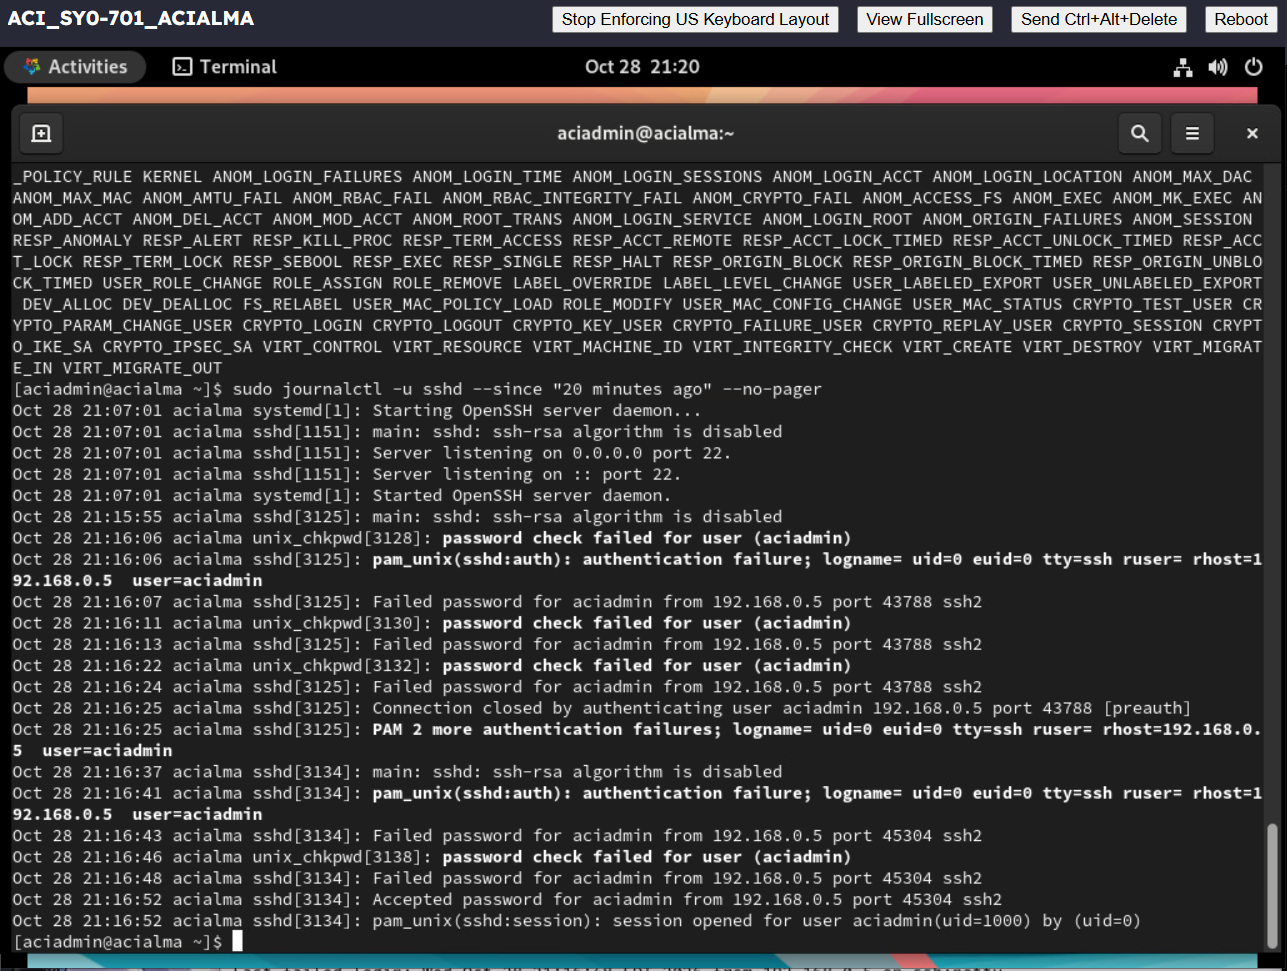 ACI_SY0-701_ACIALMA
Stop Enforcing US Keyboard Layout
View Fullscreen
Send Ctrl+Alt+Delete
Reboot
Activities
Terminal
Oct 28 21:20
aciadmin@acialma:~
_POLICY_RULE KERNEL ANOM_LOGIN_FAILURES ANOM_LOGIN_TIME ANOM_LOGIN_SESSIONS ANOM_LOGIN_ACCT ANOM_LOGIN_LOCATION ANOM_MAX_DAC
ANOM_MAX_MAC ANOM_AMTU_FAIL ANOM_RBAC_FAIL ANOM_RBAC_INTEGRITY_FAIL ANOM_CRYPTO_FAIL ANOM_ACCESS_FS ANOM_EXEC ANOM_MK_EXEC AN
OM_ADD_ACCT ANOM_DEL_ACCT ANOM_MOD_ACCT ANOM_ROOT_TRANS ANOM_LOGIN_SERVICE ANOM_LOGIN_ROOT ANOM_ORIGIN_FAILURES ANOM_SESSION
RESP_ANOMALY RESP_ALERT RESP_KILL_PROC RESP_TERM_ACCESS RESP_ACCT_REMOTE RESP_ACCT_LOCK_TIMED RESP_ACCT_UNLOCK_TIMED RESP_ACC
T_LOCK RESP_TERM_LOCK RESP_SEBOOL RESP_EXEC RESP_SINGLE RESP_HALT RESP_ORIGIN_BLOCK RESP_ORIGIN_BLOCK_TIMED RESP_ORIGIN_UNBLO
CK_TIMED USER_ROLE_CHANGE ROLE_ASSIGN ROLE_REMOVE LABEL_OVERRIDE LABEL_LEVEL_CHANGE USER_LABELED_EXPORT USER_UNLABELED_EXPORT
DEV_ALLOC DEV_DEALLOC FS_RELABEL USER_MAC_POLICY_LOAD ROLE_MODIFY USER_MAC_CONFIG_CHANGE USER_MAC_STATUS CRYPTO_TEST_USER CR
YPTO_PARAM_CHANGE_USER CRYPTO_LOGIN CRYPTO_LOGOUT CRYPTO_KEY_USER CRYPTO_FAILURE_USER CRYPTO_REPLAY_USER CRYPTO_SESSION CRYPT
O_IKE_SA CRYPTO_IPSEC_SA VIRT_CONTROL VIRT_RESOURCE VIRT_MACHINE_ID VIRT_INTEGRITY_CHECK VIRT_CREATE VIRT_DESTROY VIRT_MIGRAT
E_IN VIRT_MIGRATE_OUT
[aciadmin@acialma ~]$ sudo journalctl -u sshd --since "20 minutes ago" --no-pager
Oct 28 21:07:01 acialma systemd[1]: Starting OpenSSH server daemon...
Oct 28 21:07:01 acialma sshd[1151]: main: sshd: ssh-rsa algorithm is disabled
Oct 28 21:07:01 acialma sshd[1151]: Server listening on 0.0.0.0 port 22.
Oct 28 21:07:01 acialma sshd[1151]: Server listening on :: port 22.
Oct 28 21:07:01 acialma systemd[1]: Started OpenSSH server daemon.
Oct 28 21:15:55 acialma sshd[3125]: main: sshd: ssh-rsa algorithm is disabled
Oct 28 21:16:06 acialma unix_chkpwd[3128]: password check failed for user (aciadmin)
Oct 28 21:16:06 acialma sshd[3125]: pam_unix(sshd:auth): authentication failure; logname= uid=0 euid=0 tty=ssh ruser= rhost=1
92.168.0.5  user=aciadmin
Oct 28 21:16:07 acialma sshd[3125]: Failed password for aciadmin from 192.168.0.5 port 43788 ssh2
Oct 28 21:16:11 acialma unix_chkpwd[3130]: password check failed for user (aciadmin)
Oct 28 21:16:13 acialma sshd[3125]: Failed password for aciadmin from 192.168.0.5 port 43788 ssh2
Oct 28 21:16:22 acialma unix_chkpwd[3132]: password check failed for user (aciadmin)
Oct 28 21:16:24 acialma sshd[3125]: Failed password for aciadmin from 192.168.0.5 port 43788 ssh2
Oct 28 21:16:25 acialma sshd[3125]: Connection closed by authenticating user aciadmin 192.168.0.5 port 43788 [preauth]
Oct 28 21:16:25 acialma sshd[3125]: PAM 2 more authentication failures; logname= uid=0 euid=0 tty=ssh ruser= rhost=192.168.0.
5  user=aciadmin
Oct 28 21:16:37 acialma sshd[3134]: main: sshd: ssh-rsa algorithm is disabled
Oct 28 21:16:41 acialma sshd[3134]: pam_unix(sshd:auth): authentication failure; logname= uid=0 euid=0 tty=ssh ruser= rhost=1
92.168.0.5  user=aciadmin
Oct 28 21:16:43 acialma sshd[3134]: Failed password for aciadmin from 192.168.0.5 port 45304 ssh2
Oct 28 21:16:46 acialma unix_chkpwd[3138]: password check failed for user (aciadmin)
Oct 28 21:16:48 acialma sshd[3134]: Failed password for aciadmin from 192.168.0.5 port 45304 ssh2
Oct 28 21:16:52 acialma sshd[3134]: Accepted password for aciadmin from 192.168.0.5 port 45304 ssh2
Oct 28 21:16:52 acialma sshd[3134]: pam_unix(sshd:session): session opened for user aciadmin(uid=1000) by (uid=0)
[aciadmin@acialma ~]$